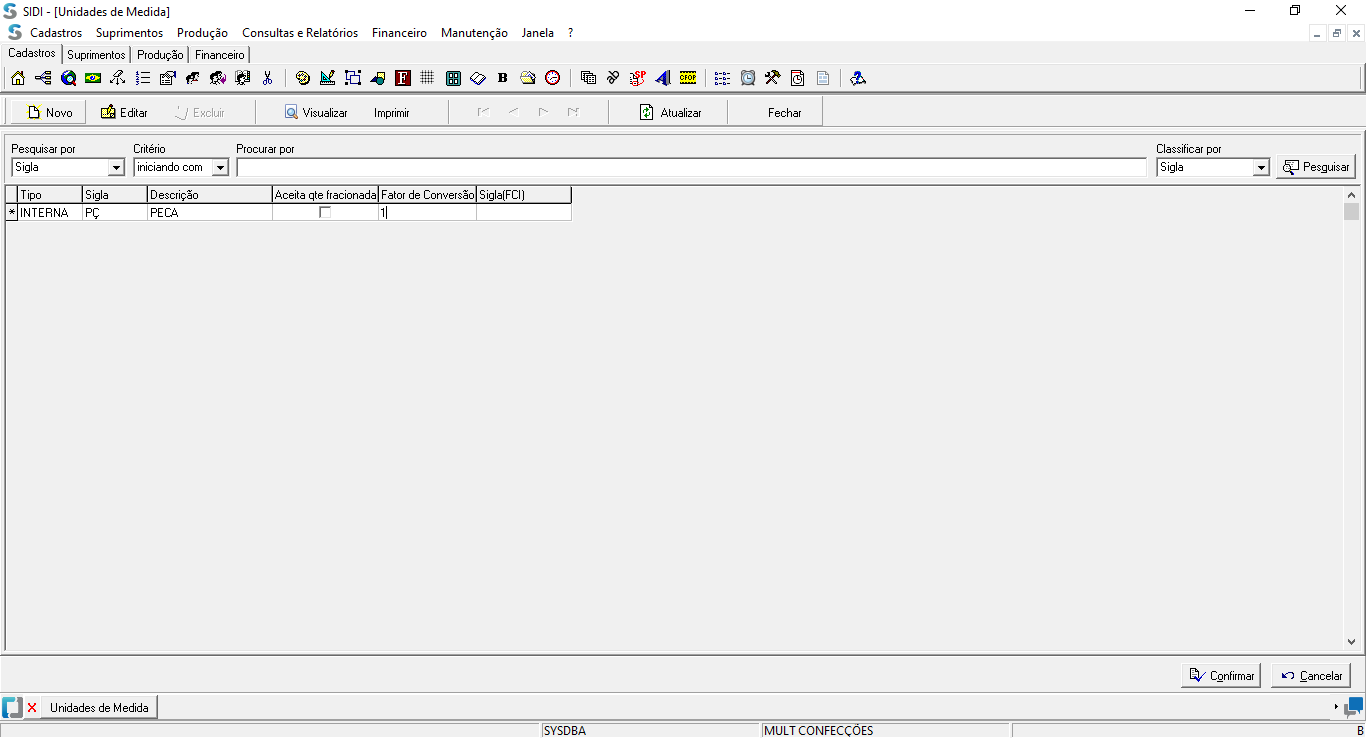 SIDI - [Unidades de Medida]
Cadastros Suprimentos Produção Consultas e Relatórios Financeiro Manutenção Janela ?
Cadastros Suprimentos Produção Financeiro
F B SP CFOP
Novo Editar Excluir Visualizar Imprimir Atualizar Fechar
Pesquisar por Critério Procurar por Classificar por
Sigla iniciando com Sigla Pesquisar
Tipo Sigla Descrição Aceita qte fracionada Fator de Conversão Sigla(FCI)
* INTERNA PÇ PECA 1
Confirmar Cancelar
Unidades de Medida
SYSDBA MULT CONFECÇÕES B